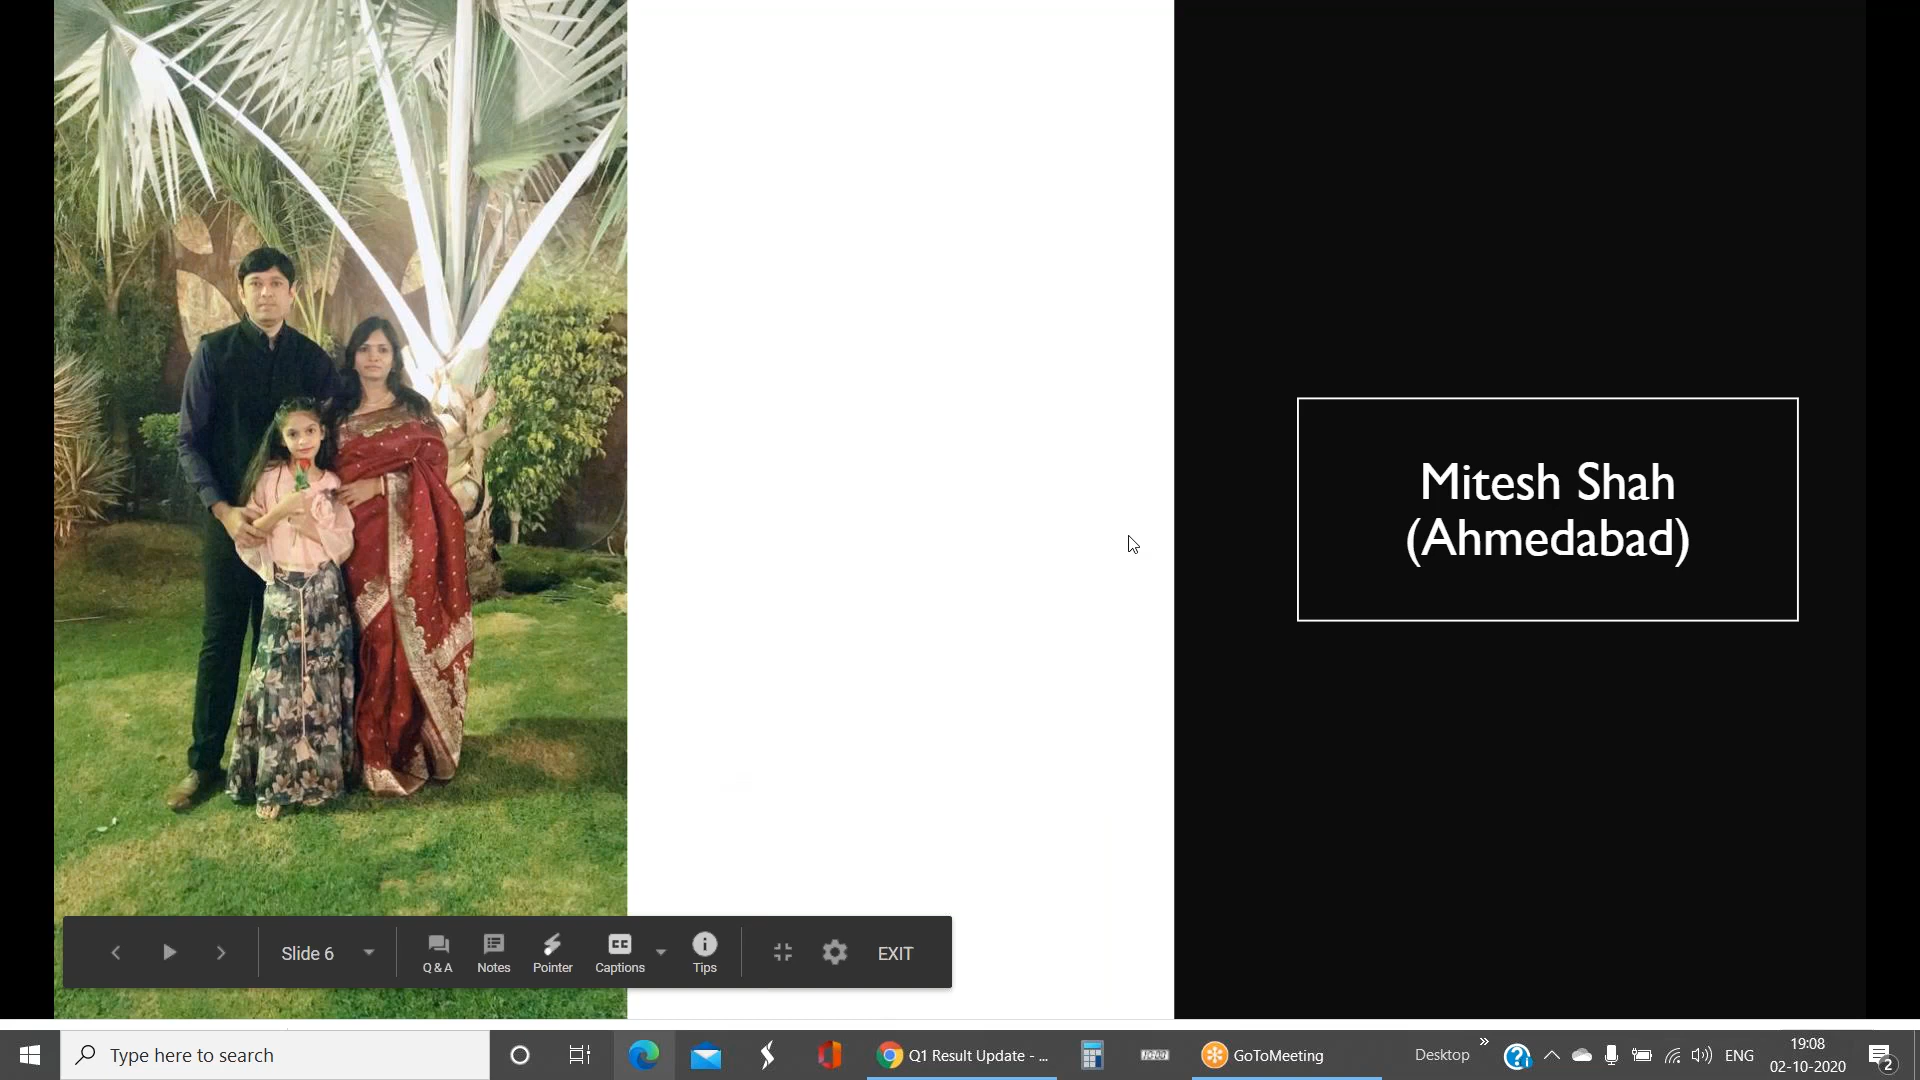 Mitesh Shah
(Ahmedabad)
Slide 6
Q & A
Notes
Pointer
CC
Captions
Tips
EXIT
Type here to search
Q1 Result Update - ...
GoToMeeting
Desktop
ENG
19:08
02-10-2020
2